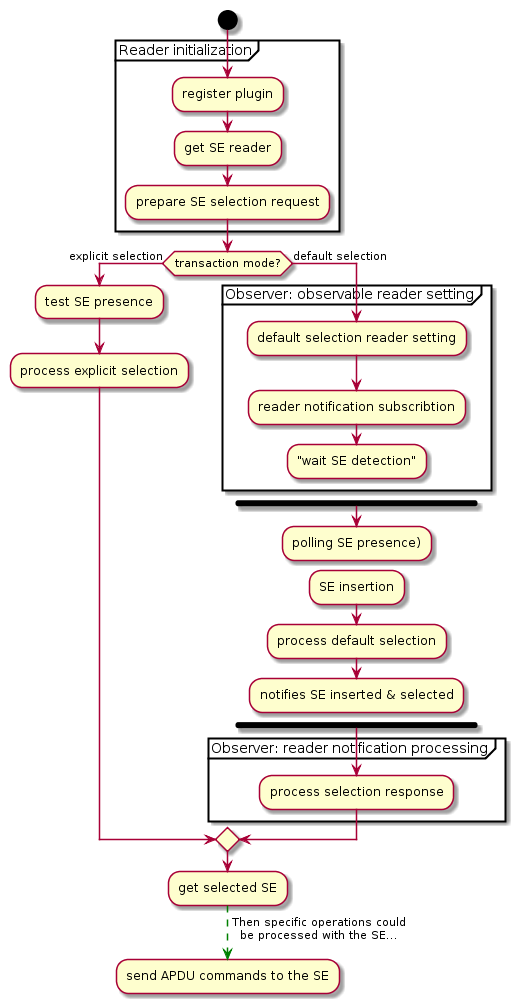 Reader initialization
register plugin
get SE reader
prepare SE selection request
transaction mode?
explicit selection
default selection
test SE presence
process explicit selection
Observer: observable reader setting
default selection reader setting
reader notification subscribtion
"wait SE detection"
polling SE presence)
SE insertion
process default selection
notifies SE inserted & selected
Observer: reader notification processing
process selection response
get selected SE
Then specific operations could
be processed with the SE...
send APDU commands to the SE